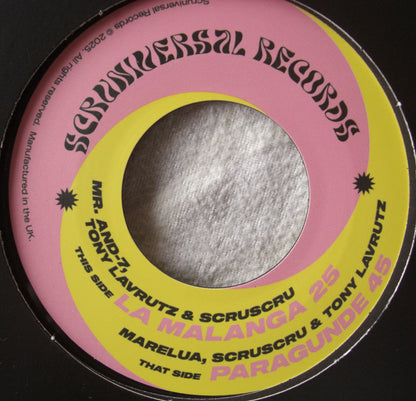 Scruniversal Records © 2025. All rights reserved. Manufactured in the UK.
SCRUNIVERSAL RECORDS
MR. AND-7,
TONY LAVRUTZ & SCRUSCRU
THIS SIDE LA MALANGA 25
MARELUA, SCRUSCRU & TONY LAVRUTZ
THAT SIDE PARAGUNDE 45